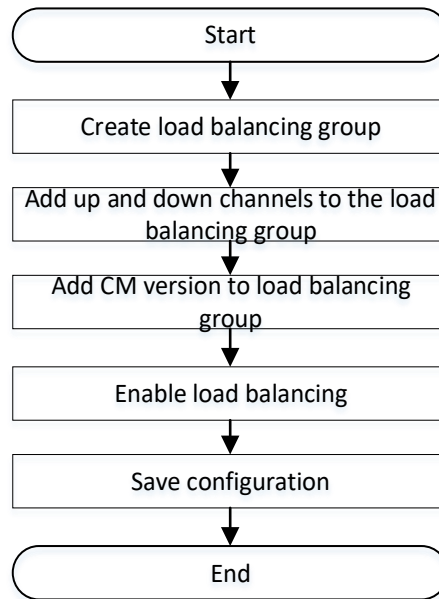 Start
Create load balancing group
Add up and down channels to the load
balancing group
Add CM version to load balancing
group
Enable load balancing
Save configuration
End